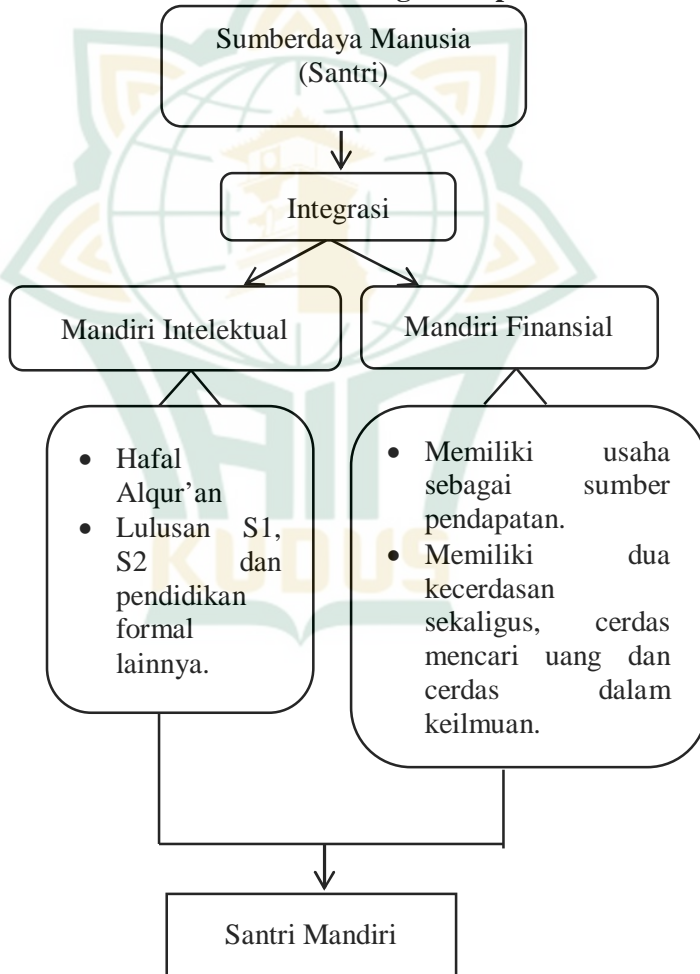 Sumberdaya Manusia
(Santri)
Integrasi
Mandiri Intelektual
Mandiri Finansial
• Hafal
Alqur’an
• Lulusan S1,
S2 dan
pendidikan
formal
lainnya.
• Memiliki usaha
sebagai sumber
pendapatan.
• Memiliki dua
kecerdasan
sekaligus, cerdas
mencari uang dan
cerdas dalam
keilmuan.
KUDUS
Santri Mandiri